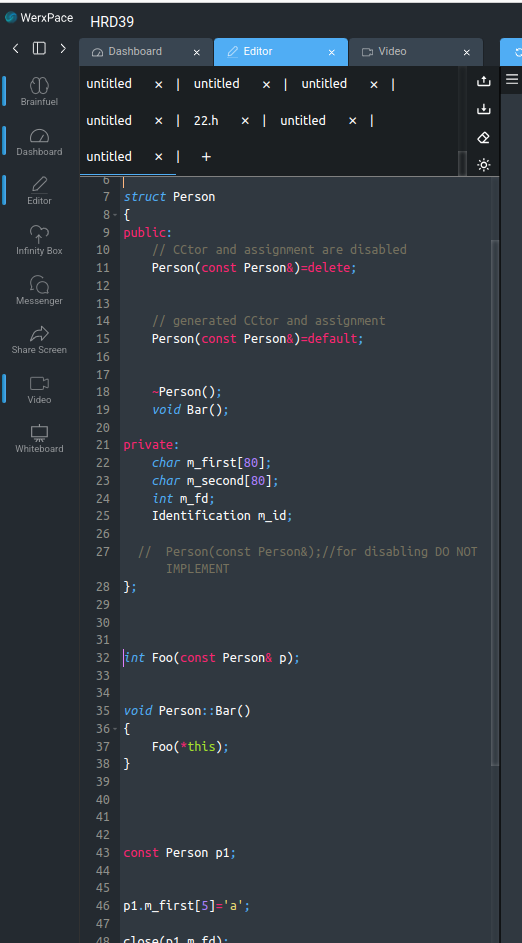 WerxPace
HRD39
Dashboard ×
Editor ×
Video ×
untitled × | untitled × | untitled × |
untitled × | 22.h × | untitled × |
untitled × | +
Brainfuel
Dashboard
Editor
Infinity Box
Messenger
Share Screen
Video
Whiteboard
6
7 struct Person
8 {
9 public:
10 // CCtor and assignment are disabled
11 Person(const Person&)=delete;
12
13
14 // generated CCtor and assignment
15 Person(const Person&)=default;
16
17
18 ~Person();
19 void Bar();
20
21 private:
22 char m_first[80];
23 char m_second[80];
24 int m_fd;
25 Identification m_id;
26
27 // Person(const Person&);//for disabling DO NOT
IMPLEMENT
28 };
29
30
31
32 int Foo(const Person& p);
33
34
35 void Person::Bar()
36 {
37 Foo(*this);
38 }
39
40
41
42
43 const Person p1;
44
45
46 p1.m_first[5]='a';
47
48 close(p1.m_fd);